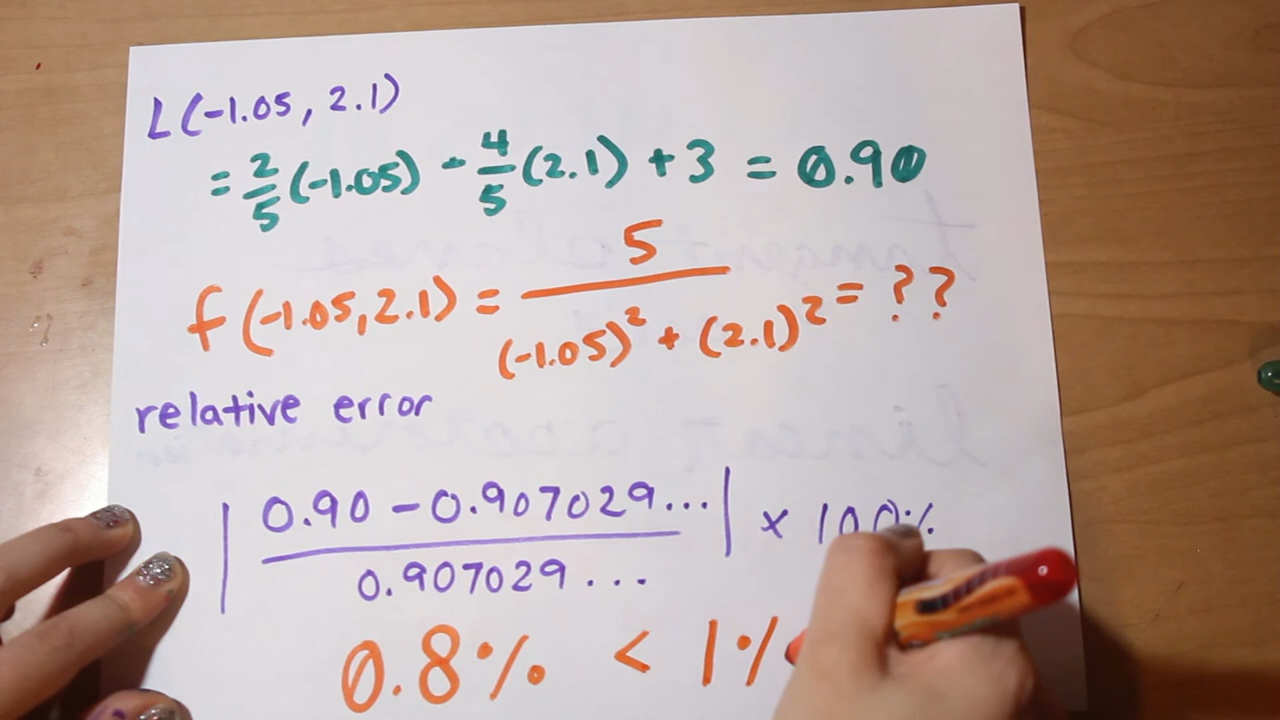 L(-1.05, 2.1)
= 2/5 (-1.05) - 4/5 (2.1) + 3 = 0.90
f(-1.05, 2.1) = 5 / (-1.05)² + (2.1)² = ??
relative error
| 0.90 - 0.907029... / 0.907029... | x 100%
0.8% < 1%